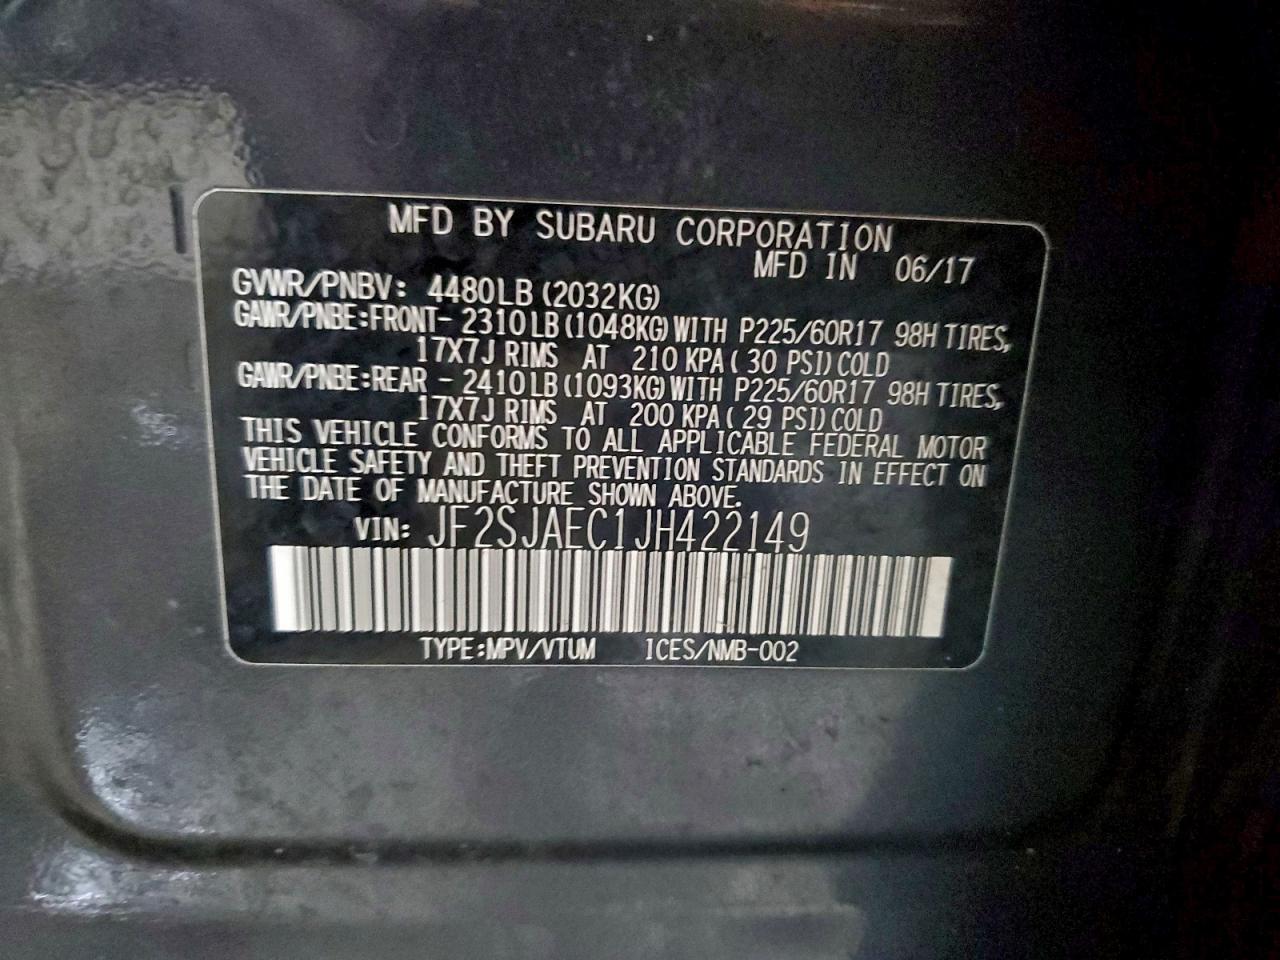 MFD BY SUBARU CORPORATION
MFD IN 06/17
GVWR/PNBV: 4480LB(2032KG)
GAWR/PNBE:FRONT- 2310LB(1048KG)WITH P225/60R17 98H TIRES,
17X7J RIMS AT 210 KPA(30 PSI)COLD
GAWR/PNBE:REAR - 2410LB(1093KG)WITH P225/60R17 98H TIRES,
17X7J RIMS AT 200 KPA(29 PSI)COLD
THIS VEHICLE CONFORMS TO ALL APPLICABLE FEDERAL MOTOR
VEHICLE SAFETY AND THEFT PREVENTION STANDARDS IN EFFECT ON
THE DATE OF MANUFACTURE SHOWN ABOVE.
VIN: JF2SJAEC1JH422149
TYPE:MPV/VTUM ICES/NMB-002